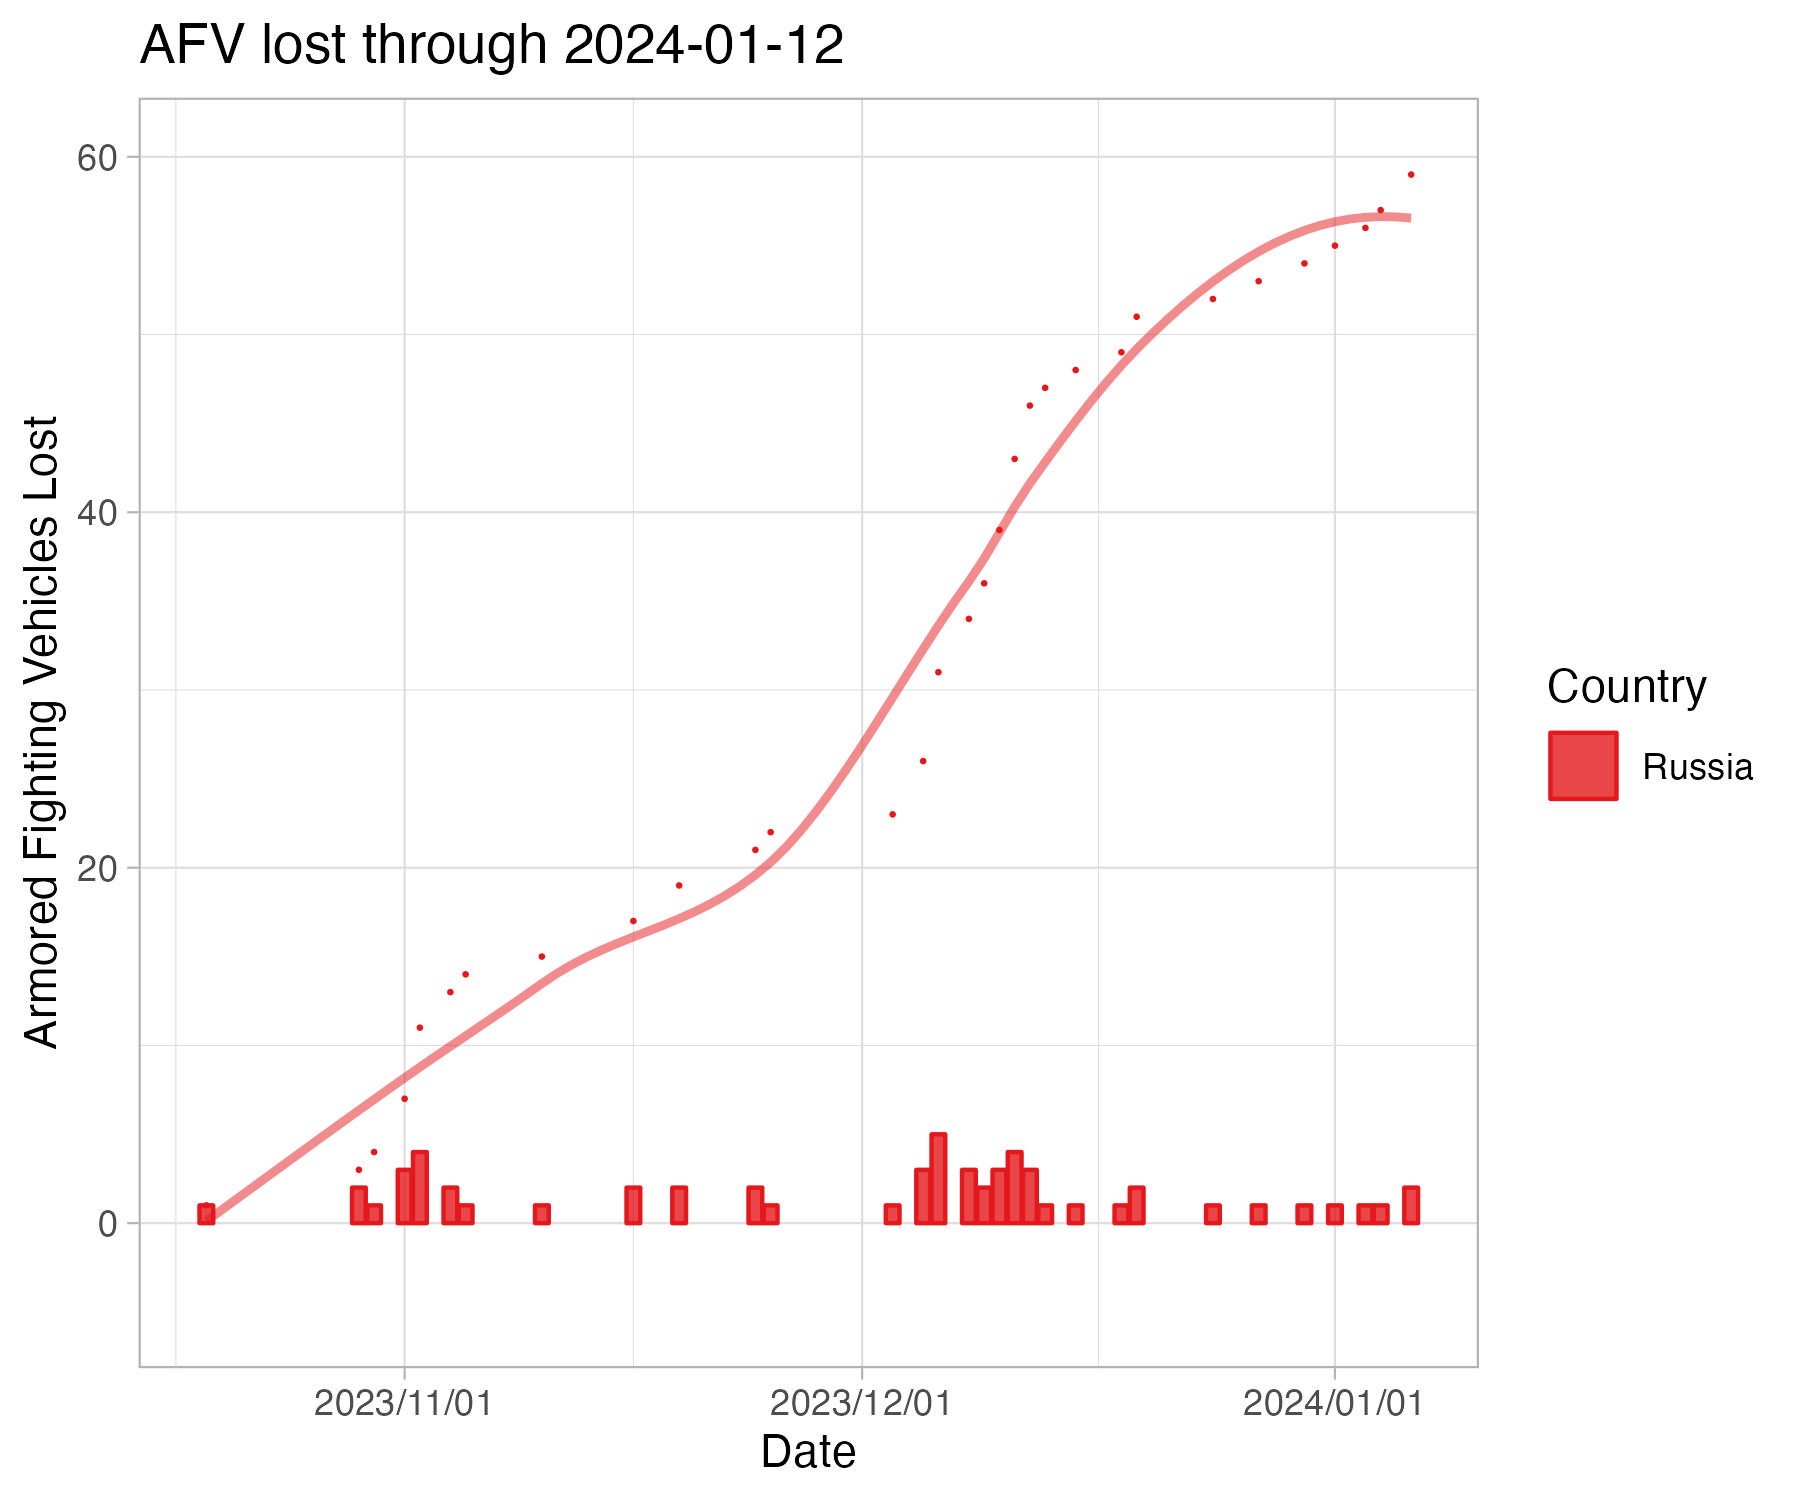 AFV lost through 2024-01-12
Armored Fighting Vehicles Lost
60
40
20
0
2023/11/01
2023/12/01
2024/01/01
Date
Country
Russia